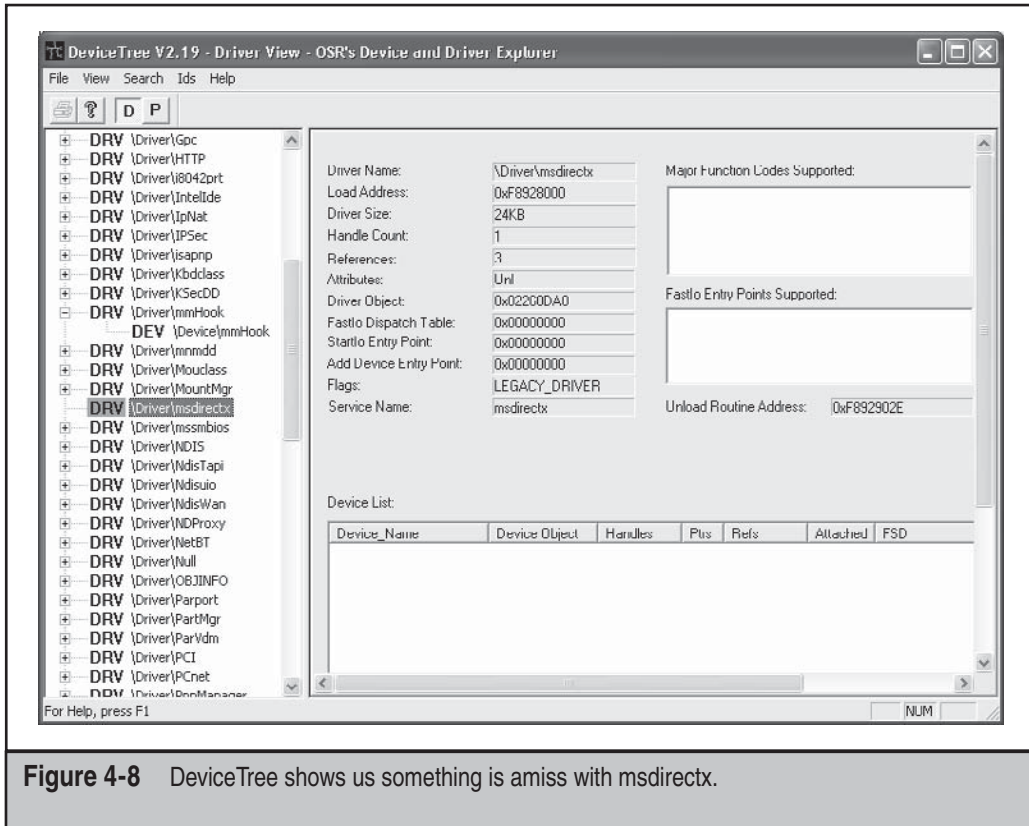 DeviceTree V2.19 - Driver View - OSR's Device and Driver Explorer
File View Search Ids Help
D P
DRV \Driver\Gpc
DRV \Driver\HTTP
DRV \Driver\i8042prt
DRV \Driver\IntelIde
DRV \Driver\IpNat
DRV \Driver\IPSec
DRV \Driver\isapnp
DRV \Driver\Kbdclass
DRV \Driver\KSecDD
DRV \Driver\mmHook
DEV \Device\mmHook
DRV \Driver\mnmdd
DRV \Driver\Mouclass
DRV \Driver\MountMgr
DRV \Driver\msdirectx
DRV \Driver\mssmbios
DRV \Driver\NDIS
DRV \Driver\NdisTapi
DRV \Driver\Ndisuio
DRV \Driver\NdisWan
DRV \Driver\NDProxy
DRV \Driver\NetBT
DRV \Driver\Null
DRV \Driver\OBJINFO
DRV \Driver\Parport
DRV \Driver\PartMgr
DRV \Driver\ParVdm
DRV \Driver\PCI
DRV \Driver\PCnet
DRV \Driver\PnpManager
Driver Name: \Driver\msdirectx
Load Address: 0xF8928000
Driver Size: 24KB
Handle Count: 1
References: 3
Attributes: Unl
Driver Object:
FastIo Dispatch Table: 0x00000000
StartIo Entry Point: 0x00000000
Add Device Entry Point: 0x00000000
Flags: LEGACY_DRIVER
Service Name: msdirectx
Major Function Codes Supported:
FastIo Entry Points Supported:
Unload Routine Address: 0xF892902E
Device List:
Device_Name Device Object Handles Ptrs Refs Attached FSD
For Help, press F1 NUM
Figure 4-8 DeviceTree shows us something is amiss with msdirectx.